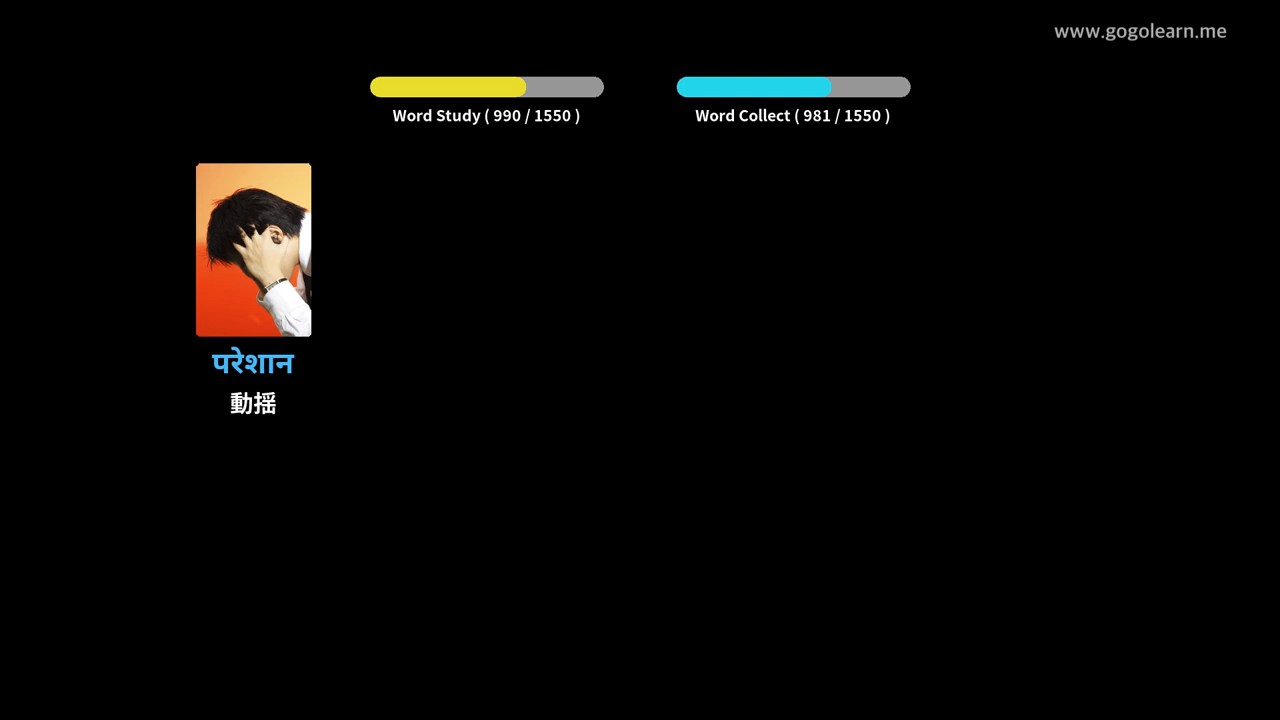 www.gogolearn.me
Word Study ( 990 / 1550 )
Word Collect ( 981 / 1550 )
परेशान
動揺